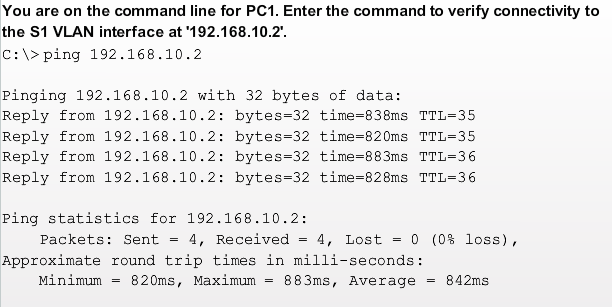 You are on the command line for PC1. Enter the command to verify connectivity to
the S1 VLAN interface at '192.168.10.2'.
C:\>ping 192.168.10.2
Pinging 192.168.10.2 with 32 bytes of data:
Reply from 192.168.10.2: bytes=32 time=838ms TTL=35
Reply from 192.168.10.2: bytes=32 time=820ms TTL=35
Reply from 192.168.10.2: bytes=32 time=883ms TTL=36
Reply from 192.168.10.2: bytes=32 time=828ms TTL=36
Ping statistics for 192.168.10.2:
Packets: Sent = 4, Received = 4, Lost = 0 (0% loss),
Approximate round trip times in milli-seconds:
Minimum = 820ms, Maximum = 883ms, Average = 842ms